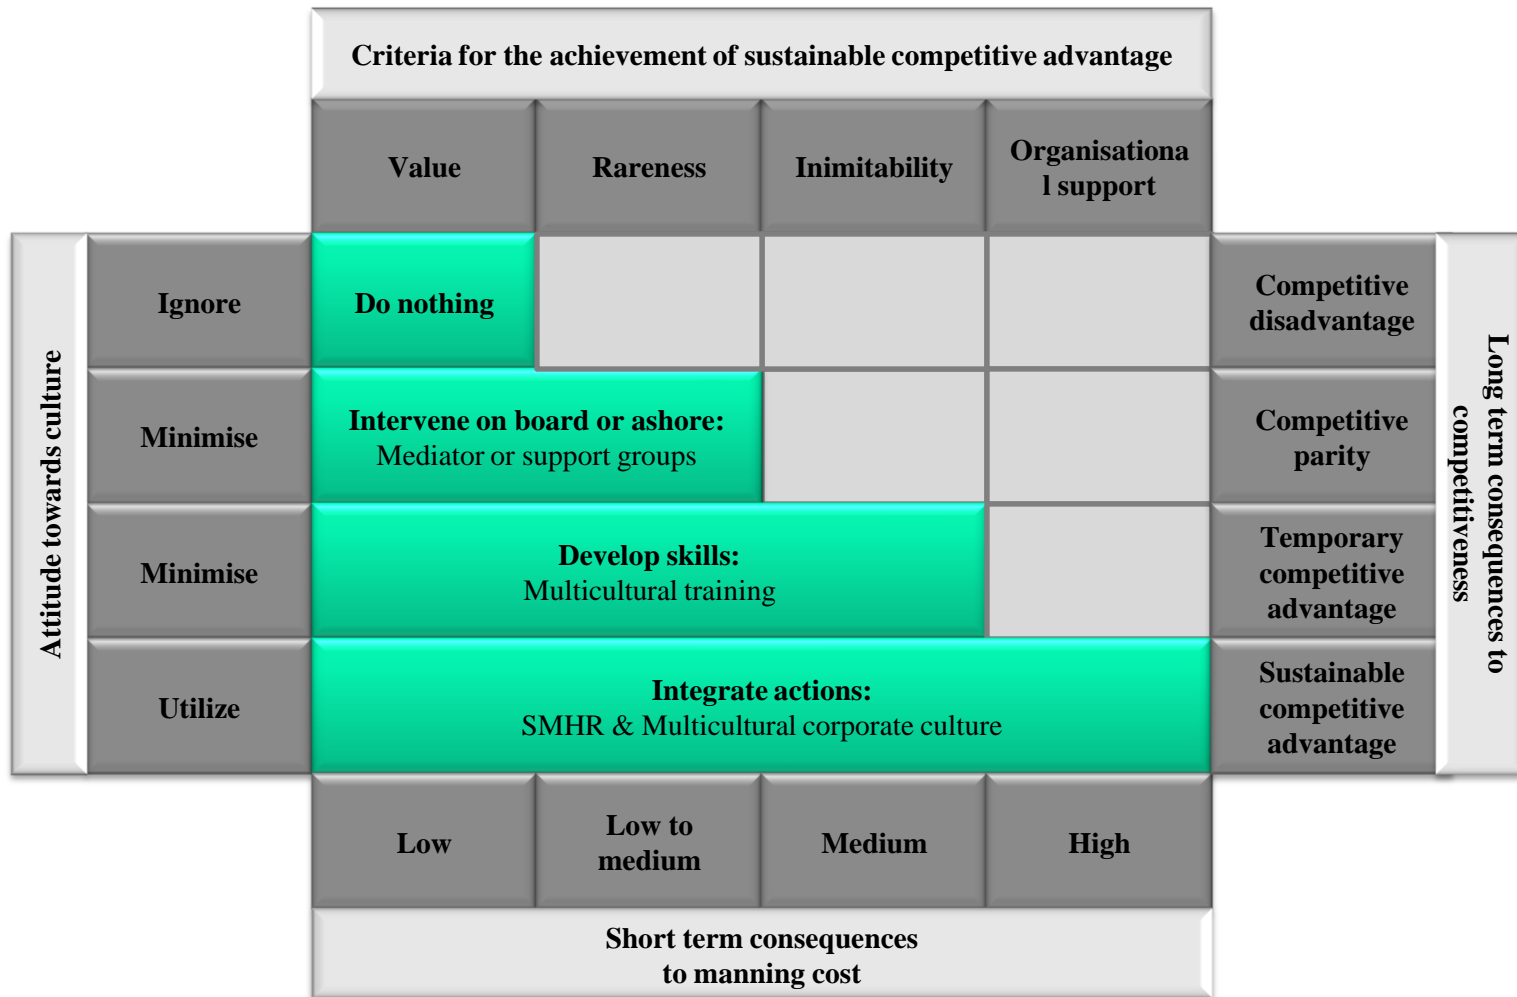 Criteria for the achievement of sustainable competitive advantage
Value
Rareness
Inimitability
Organisationa
l support
Attitude towards culture
Ignore
Do nothing
Competitive
disadvantage
Minimise
Intervene on board or ashore:
Mediator or support groups
Competitive
parity
Minimise
Develop skills:
Multicultural training
Temporary
competitive
advantage
Utilize
Integrate actions:
SMHR & Multicultural corporate culture
Sustainable
competitive
advantage
Long term consequences to
competitiveness
Low
Low to
medium
Medium
High
Short term consequences
to manning cost